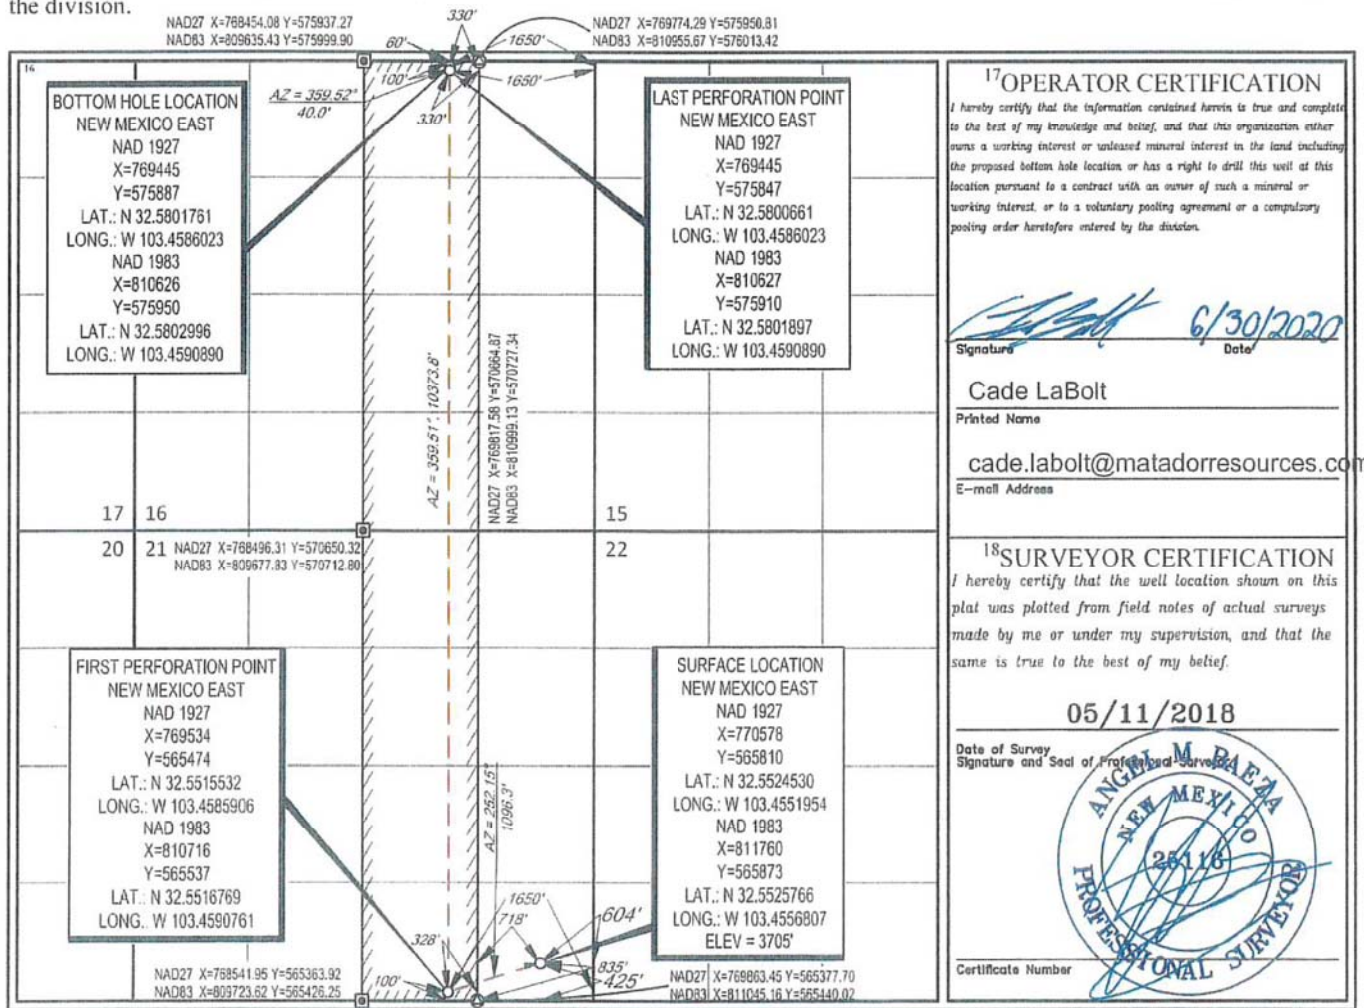 the division.
NAD27 X=768454.08 Y=575937.27
NAD83 X=809635.43 Y=575999.90
330'
NAD27 X=769774.29 Y=575950.81
NAD83 X=810955.67 Y=576013.42
60'
1650'
100'
1650'
AZ = 359.52°
40.0'
330'
16
BOTTOM HOLE LOCATION
NEW MEXICO EAST
NAD 1927
X=769445
Y=575887
LAT.: N 32.5801761
LONG.: W 103.4586023
NAD 1983
X=810626
Y=575950
LAT.: N 32.5802996
LONG.: W 103.4590890
LAST PERFORATION POINT
NEW MEXICO EAST
NAD 1927
X=769445
Y=575847
LAT.: N 32.5800661
LONG.: W 103.4586023
NAD 1983
X=810627
Y=575910
LAT.: N 32.5801897
LONG.: W 103.4590890
AZ = 359.51°, 10373.8'
NAD27 X=769817.58 Y=570664.87
NAD83 X=810999.13 Y=570727.34
17 16
15
20 21
22
NAD27 X=768496.31 Y=570650.32
NAD83 X=809677.83 Y=570712.80
FIRST PERFORATION POINT
NEW MEXICO EAST
NAD 1927
X=769534
Y=565474
LAT.: N 32.5515532
LONG.: W 103.4585906
NAD 1983
X=810716
Y=565537
LAT.: N 32.5516769
LONG.. W 103.4590761
SURFACE LOCATION
NEW MEXICO EAST
NAD 1927
X=770578
Y=565810
LAT.: N 32.5524530
LONG.: W 103.4551954
NAD 1983
X=811760
Y=565873
LAT.: N 32.5525766
LONG.: W 103.4556807
ELEV = 3705'
AZ = 252.15°
1096.3'
1650'
718'
604'
328'
835'
425'
100'
NAD27 X=768541.95 Y=565363.92
NAD83 X=809723.62 Y=565426.25
NAD27 X=769863.45 Y=565377.70
NAD83 X=811045.16 Y=565440.02
17 OPERATOR CERTIFICATION
I hereby certify that the information contained herein is true and complete
to the best of my knowledge and belief, and that this organization either
owns a working interest or unleased mineral interest in the land including
the proposed bottom hole location or has a right to drill this well at this
location pursuant to a contract with an owner of such a mineral or
working interest, or to a voluntary pooling agreement or a compulsory
pooling order heretofore entered by the division.
6/30/2020
Signature Date
Cade LaBolt
Printed Name
cade.labolt@matadorresources.com
E-mail Address
18 SURVEYOR CERTIFICATION
I hereby certify that the well location shown on this
plat was plotted from field notes of actual surveys
made by me or under my supervision, and that the
same is true to the best of my belief.
05/11/2018
Date of Survey
Signature and Seal of Professional Surveyor:
ANGEL M. BAEZA
NEW MEXICO
25116
PROFESSIONAL SURVEYOR
Certificate Number